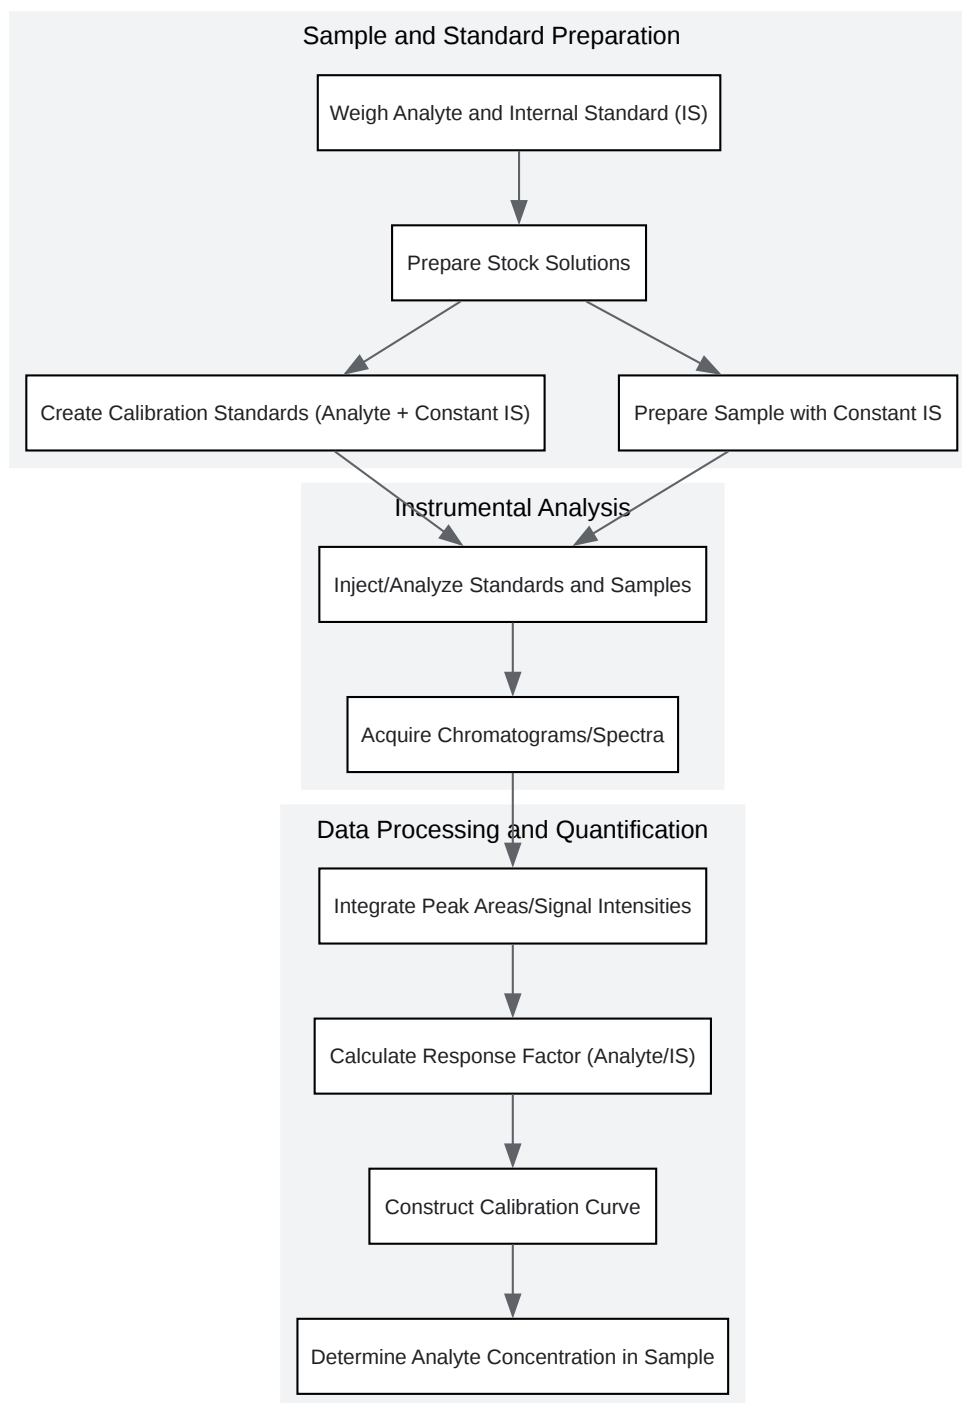 Sample and Standard Preparation
Weigh Analyte and Internal Standard (IS)
Prepare Stock Solutions
Create Calibration Standards (Analyte + Constant IS)
Prepare Sample with Constant IS
Instrumental Analysis
Inject/Analyze Standards and Samples
Acquire Chromatograms/Spectra
Data Processing and Quantification
Integrate Peak Areas/Signal Intensities
Calculate Response Factor (Analyte/IS)
Construct Calibration Curve
Determine Analyte Concentration in Sample